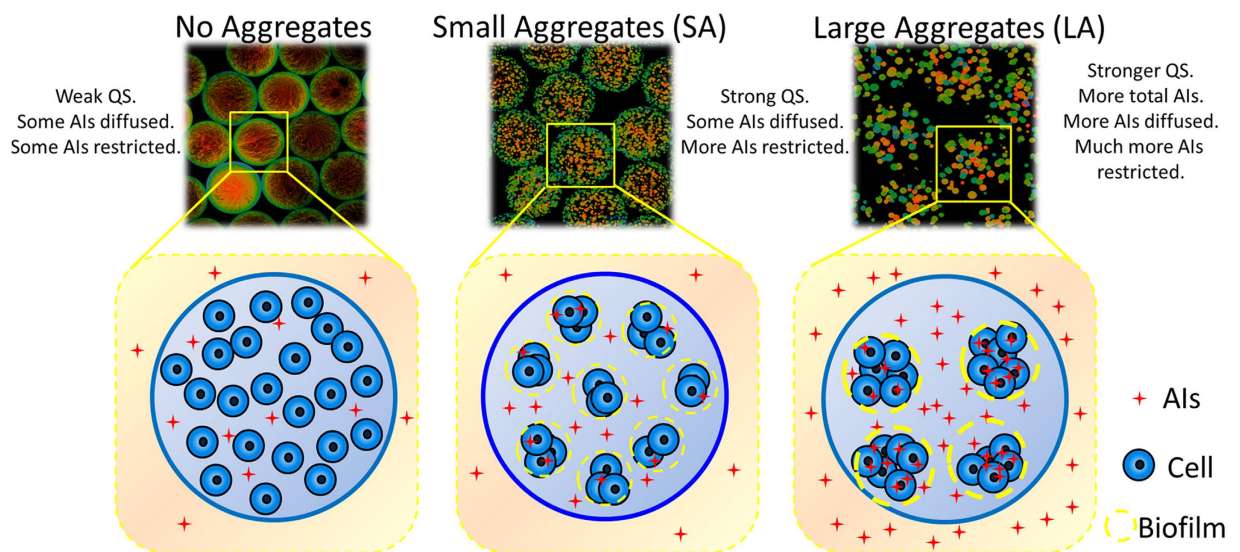 No Aggregates
Weak QS.
Some AIs diffused.
Some AIs restricted.
Small Aggregates (SA)
Strong QS.
Some AIs diffused.
More AIs restricted.
Large Aggregates (LA)
Stronger QS.
More total AIs.
More AIs diffused.
Much more AIs
restricted.
AIs
Cell
Biofilm